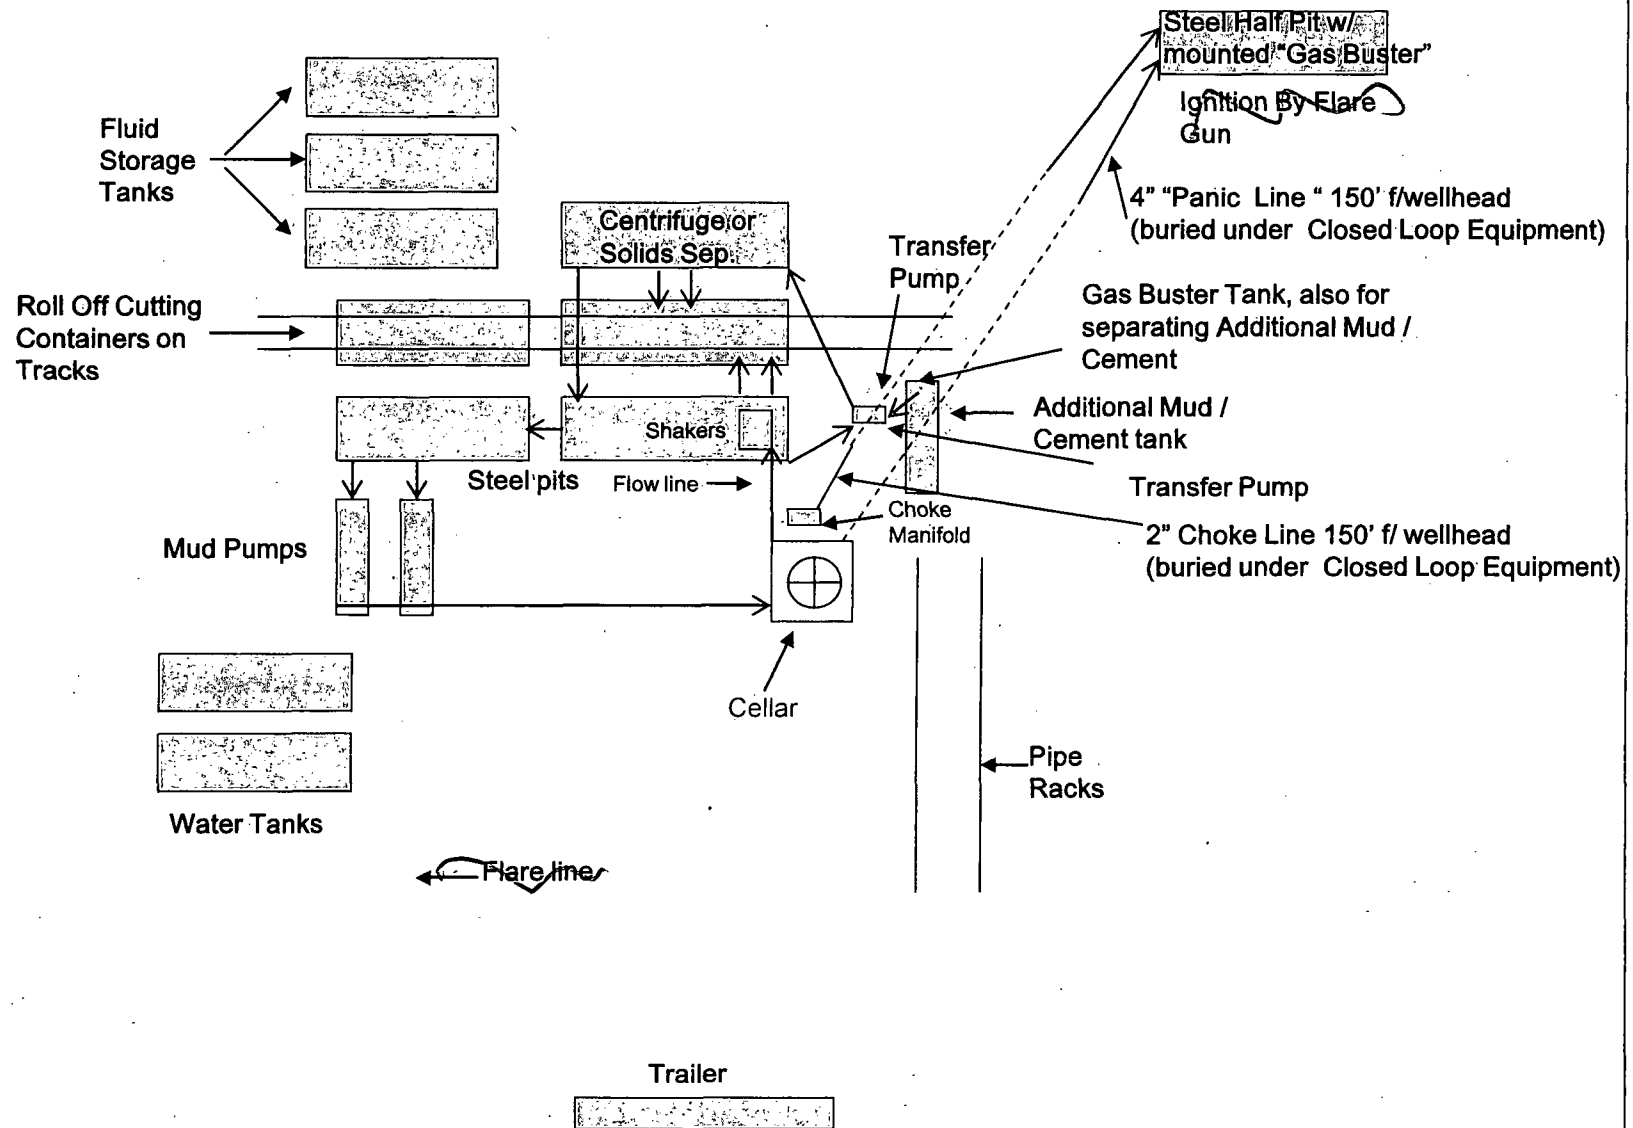 Steel Half Pit w/
mounted “Gas Buster”
Ignition By Flare
Gun
Fluid
Storage
Tanks
4” “Panic Line “ 150' f/wellhead
(buried under Closed Loop Equipment)
Centrifuge or
Solids Sep.
Transfer
Pump
Roll Off Cutting
Containers on
Tracks
Gas Buster Tank, also for
separating Additional Mud /
Cement
Additional Mud /
Cement tank
Shakers
Steel pits
Flow line
Transfer Pump
Choke
Manifold
2” Choke Line 150' f/ wellhead
(buried under Closed Loop Equipment)
Mud Pumps
Cellar
Pipe
Racks
Water Tanks
Flare line
Trailer